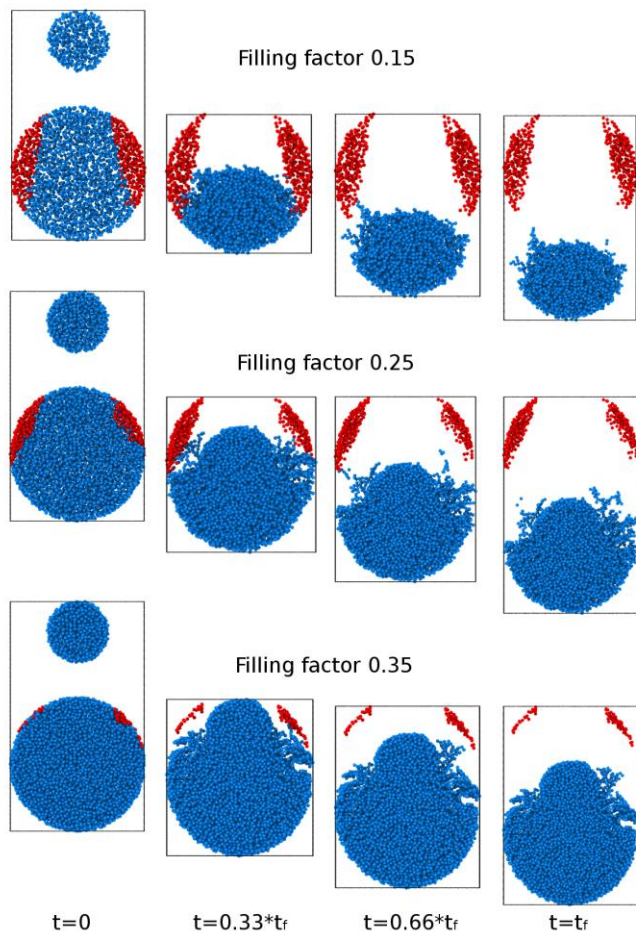 Filling factor 0.15
Filling factor 0.25
Filling factor 0.35
t=0 t=0.33*tf t=0.66*tf t=tf